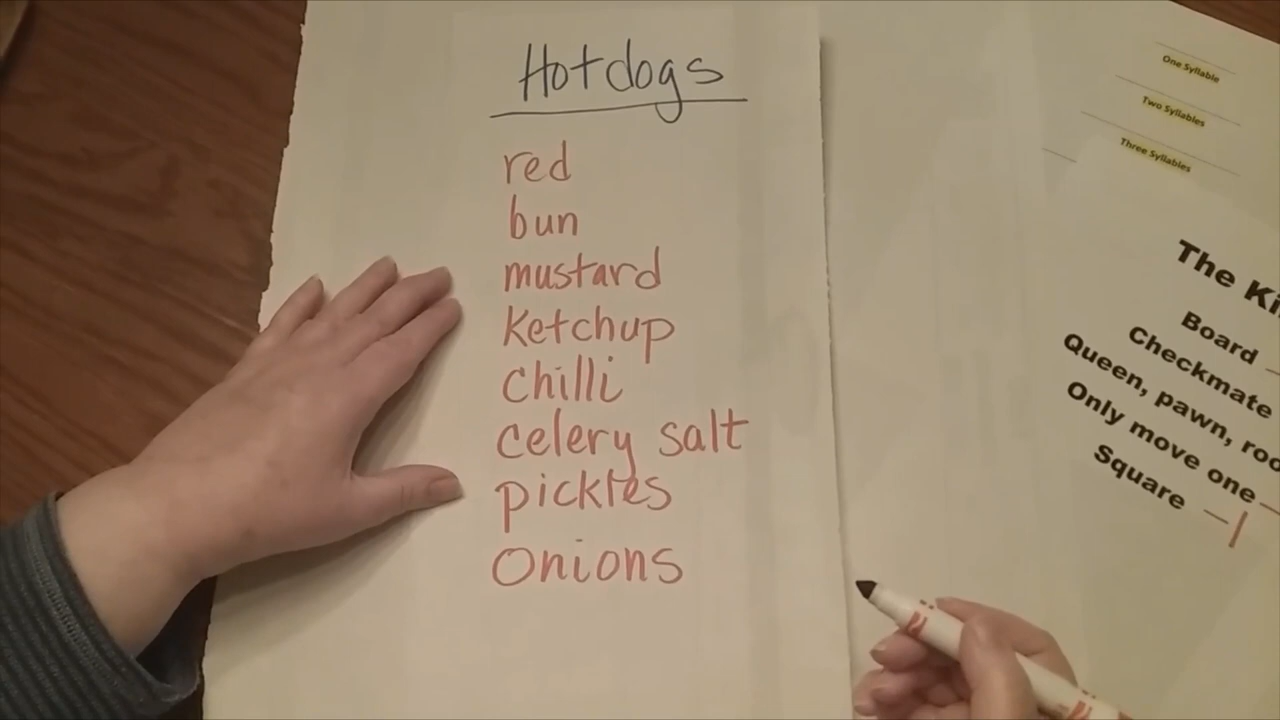 Hotdogs
red
bun
mustard
Ketchup
Chilli
celery salt
pickles
Onions
One Syllable
Two Syllables
Three Syllables
The
Board
Checkmate
Queen, pawn,
Only move one
Square